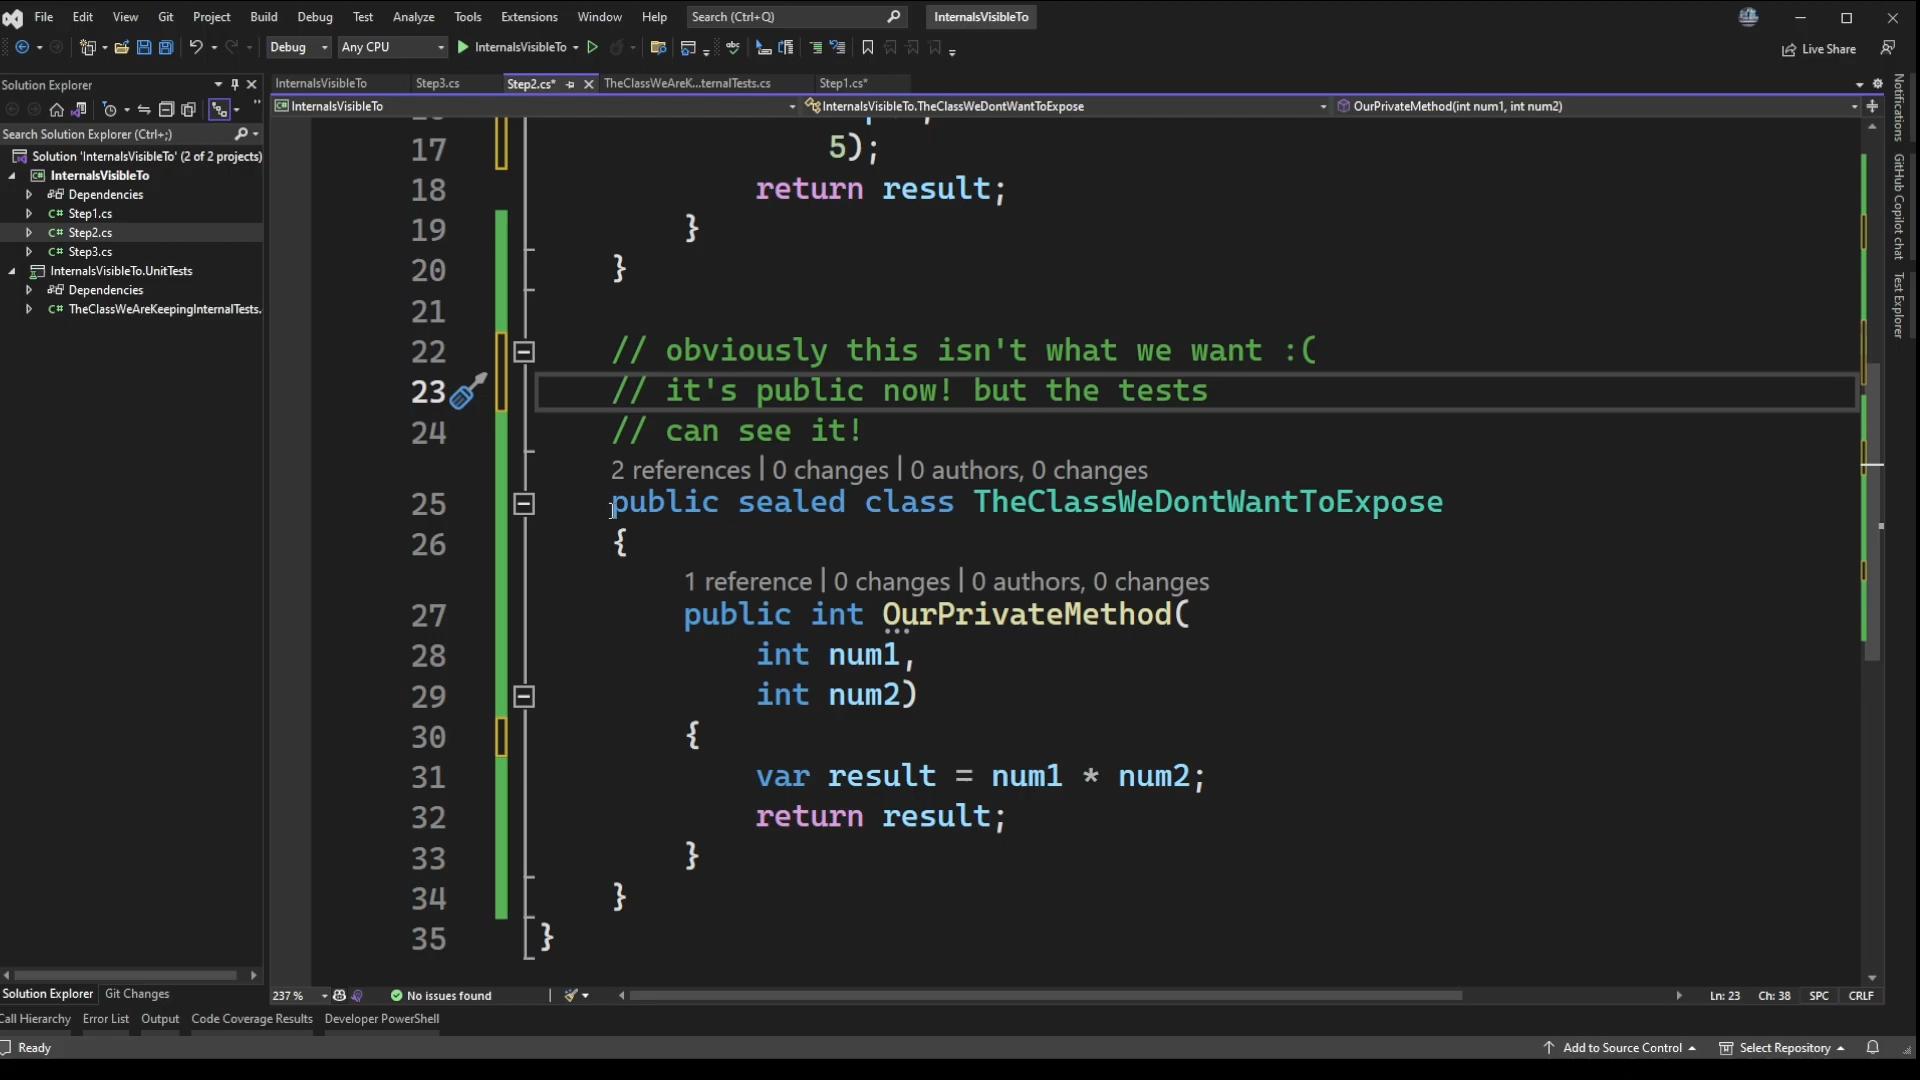 File Edit View Git Project Build Debug Test Analyze Tools Extensions Window Help Search (Ctrl+Q) InternalsVisibleTo
Debug Any CPU InternalsVisibleTo Live Share
Solution Explorer
Search Solution Explorer (Ctrl+;)
Solution 'InternalsVisibleTo' (2 of 2 projects)
InternalsVisibleTo
Dependencies
C# Step1.cs
C# Step2.cs
C# Step3.cs
InternalsVisibleTo.UnitTests
Dependencies
C# TheClassWeAreKeepingInternalTests.
Solution Explorer Git Changes
InternalsVisibleTo Step3.cs Step2.cs* TheClassWeAreK...ternalTests.cs Step1.cs*
InternalsVisibleTo InternalsVisibleTo.TheClassWeDontWantToExpose OurPrivateMethod(int num1, int num2)
17 5);
18 return result;
19 }
20 }
21
22 // obviously this isn't what we want :(
23 // it's public now! but the tests
24 // can see it!
2 references | 0 changes | 0 authors, 0 changes
25 public sealed class TheClassWeDontWantToExpose
26 {
1 reference | 0 changes | 0 authors, 0 changes
27 public int OurPrivateMethod(
28 int num1,
29 int num2)
30 {
31 var result = num1 * num2;
32 return result;
33 }
34 }
35 }
237 % No issues found Ln: 23 Ch: 38 SPC CRLF
Notifications
GitHub Copilot chat
Test Explorer
Call Hierarchy Error List Output Code Coverage Results Developer PowerShell
Ready Add to Source Control Select Repository